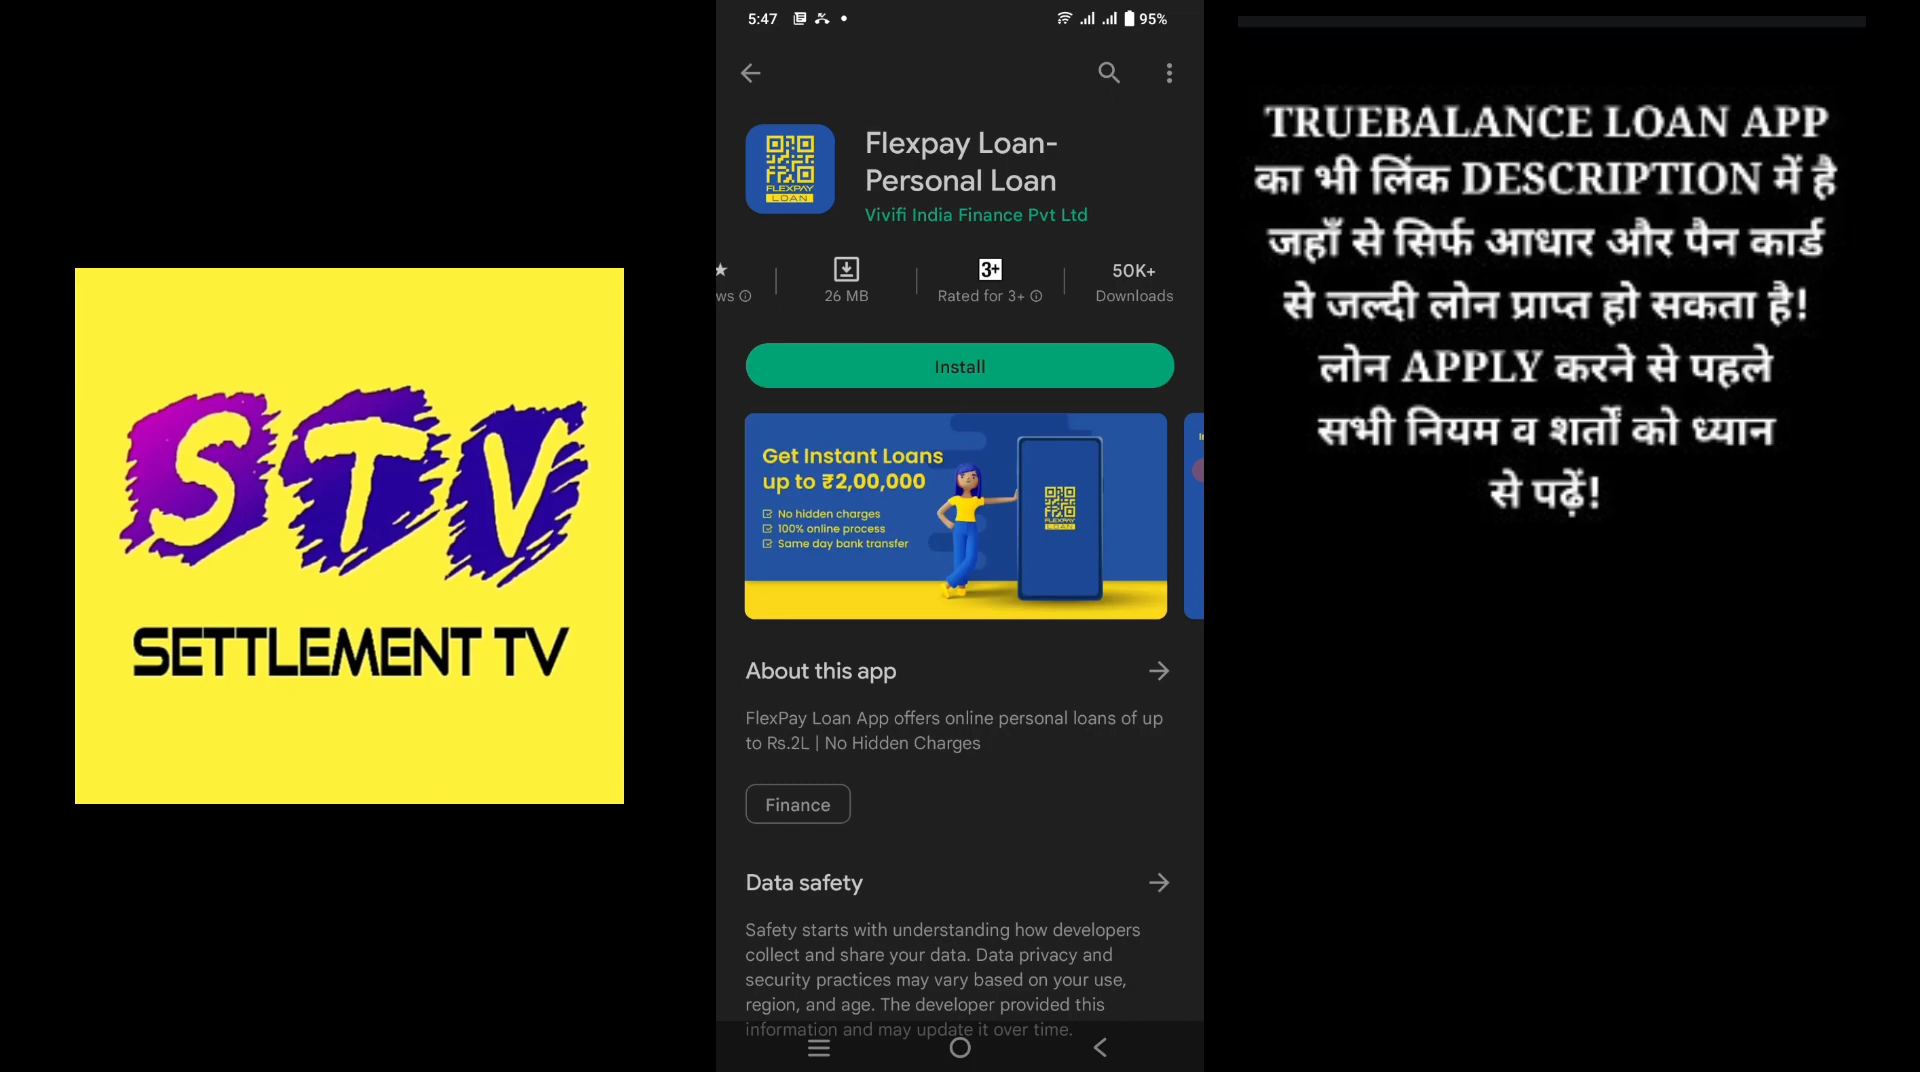 STV
SETTLEMENT TV
5:47
95%
Flexpay Loan-
Personal Loan
Vivifi India Finance Pvt Ltd
FLEXPAY
LOAN
ws
26 MB
3+
Rated for 3+
50K+
Downloads
Install
Get Instant Loans
up to ₹2,00,000
No hidden charges
100% online process
Same day bank transfer
FLEXPAY
LOAN
About this app
FlexPay Loan App offers online personal loans of up
to Rs.2L | No Hidden Charges
Finance
Data safety
Safety starts with understanding how developers
collect and share your data. Data privacy and
security practices may vary based on your use,
region, and age. The developer provided this
information and may update it over time.
TRUEBALANCE LOAN APP
का भी लिंक DESCRIPTION में है
जहाँ से सिर्फ आधार और पैन कार्ड
से जल्दी लोन प्राप्त हो सकता है!
लोन APPLY करने से पहले
सभी नियम व शर्तों को ध्यान
से पढ़ें!